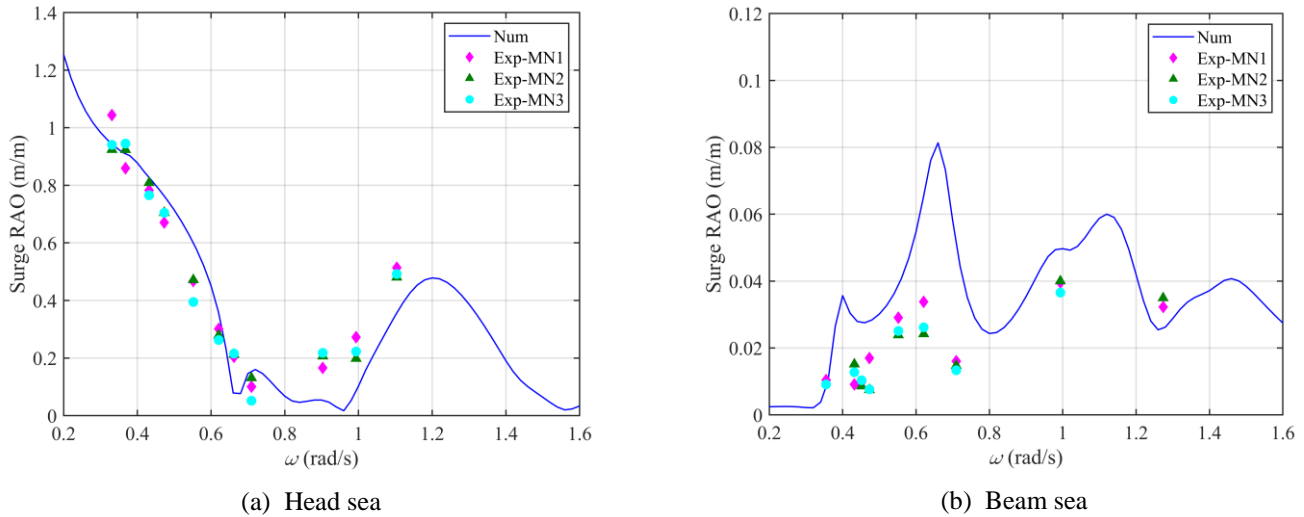 1.4
1.2
1
0.8
0.6
0.4
0.2
0
Surge RAO (m/m)
Num
Exp-MN1
Exp-MN2
Exp-MN3
0.2 0.4 0.6 0.8 1 1.2 1.4 1.6
ω (rad/s)
(a) Head sea
0.12
0.1
0.08
0.06
0.04
0.02
0
Surge RAO (m/m)
Num
Exp-MN1
Exp-MN2
Exp-MN3
0.2 0.4 0.6 0.8 1 1.2 1.4 1.6
ω (rad/s)
(b) Beam sea